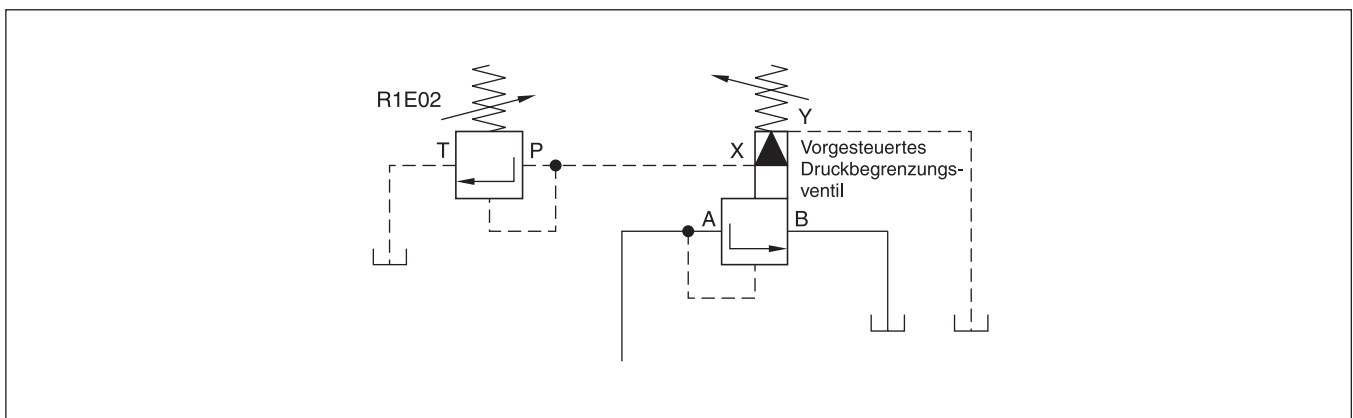 R1E02
T
P
X
Y
Vorgesteuertes
Druckbegrenzungs-
ventil
A
B